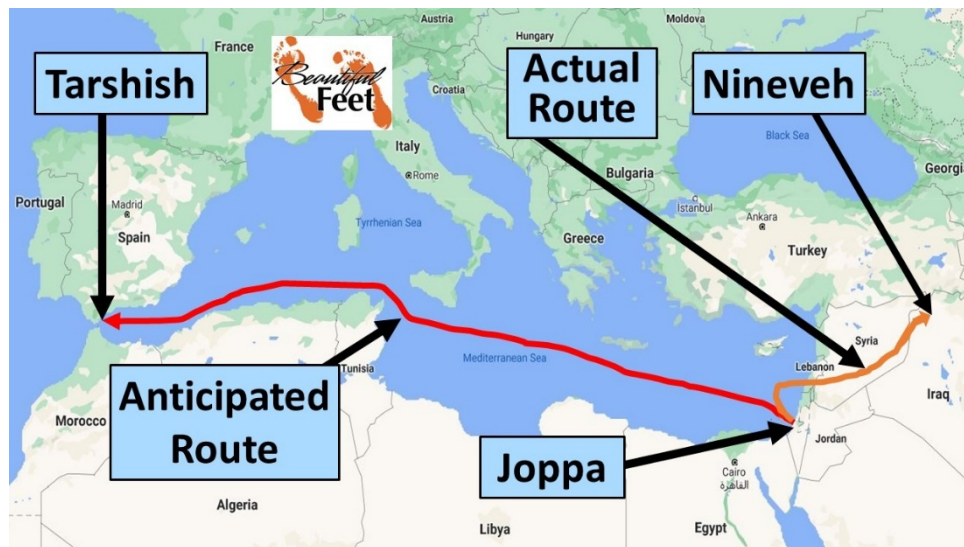 Austria
Moldova
France
Hungary
Tarshish
Beautiful
Feet
Croatia
Actual
Route
Nineveh
Black Sea
Italy
Rome
Bulgaria
Georgia
Portugal
Madrid
Spain
Istanbul
Ankara
Tyrrhenian Sea
Greece
Turkey
Syria
Mediterranean Sea
Lebanon
Tunisia
Iraq
Anticipated
Route
Morocco
Joppa
Jordan
Cairo
القاهرة
Algeria
Libya
Egypt